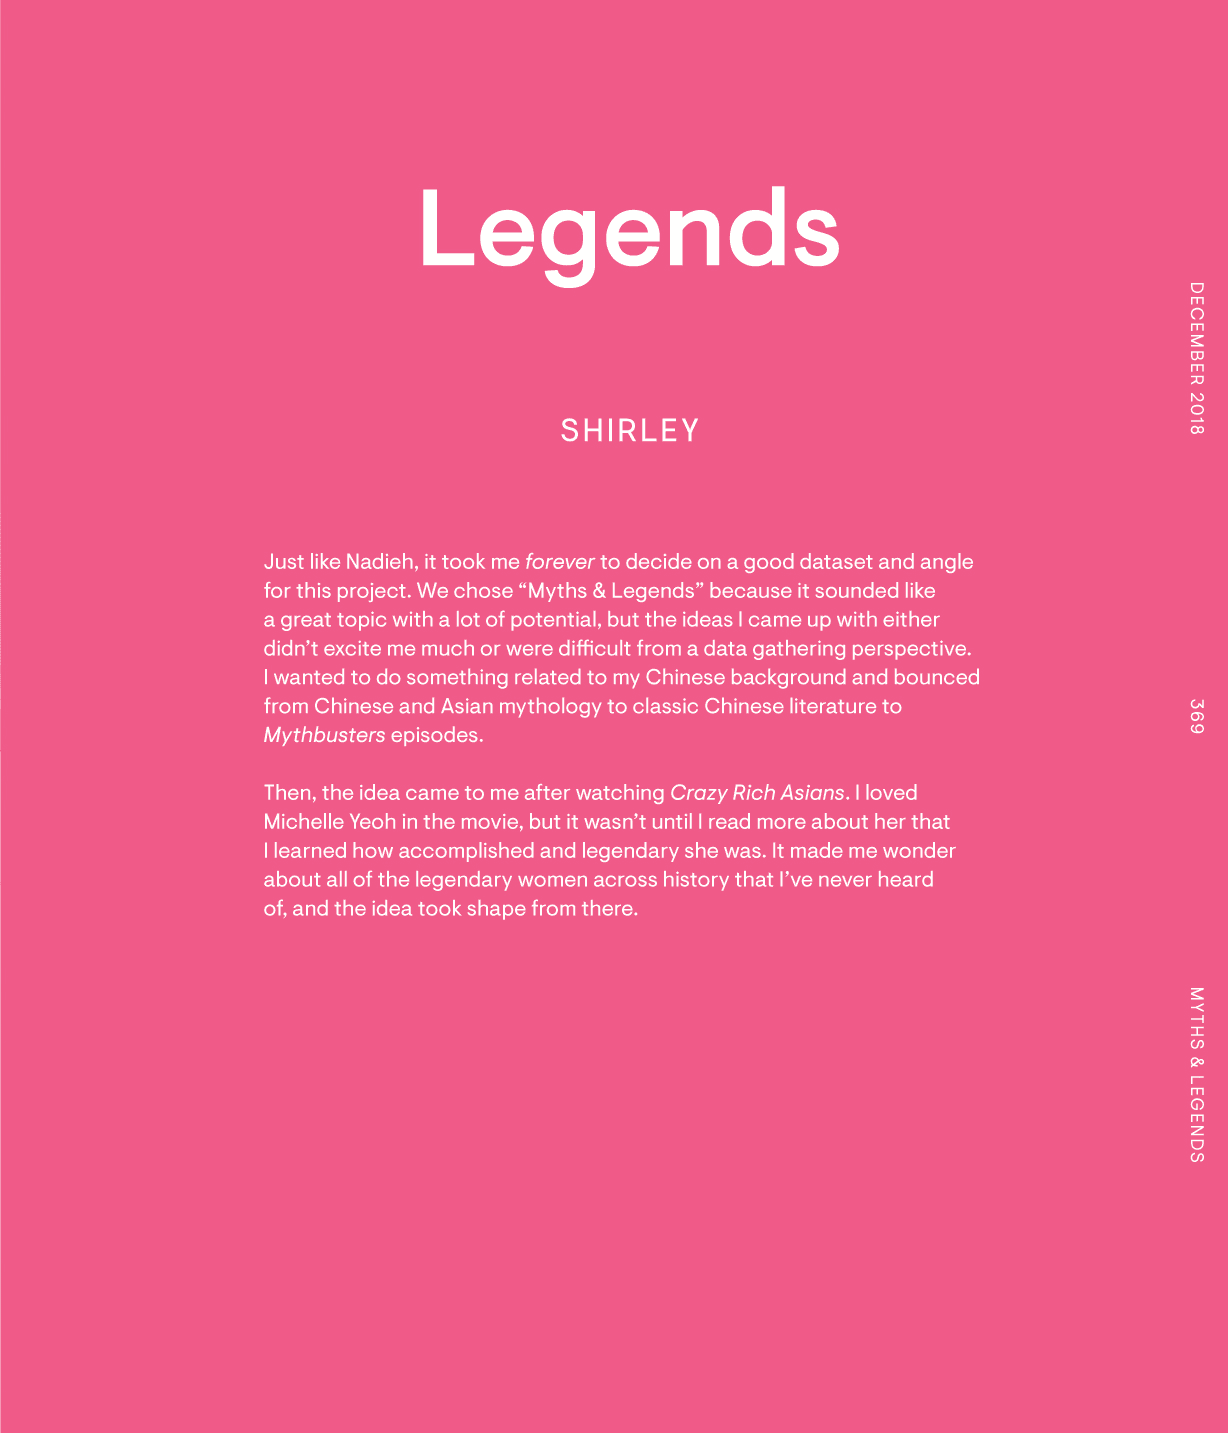 Legends
SHIRLEY
Just like Nadieh, it took me forever to decide on a good dataset and angle
for this project. We chose “Myths & Legends” because it sounded like
a great topic with a lot of potential, but the ideas I came up with either
didn’t excite me much or were difficult from a data gathering perspective.
I wanted to do something related to my Chinese background and bounced
from Chinese and Asian mythology to classic Chinese literature to
Mythbusters episodes.
Then, the idea came to me after watching Crazy Rich Asians. I loved
Michelle Yeoh in the movie, but it wasn’t until I read more about her that
I learned how accomplished and legendary she was. It made me wonder
about all of the legendary women across history that I’ve never heard
of, and the idea took shape from there.
DECEMBER 2018
369
MYTHS & LEGENDS